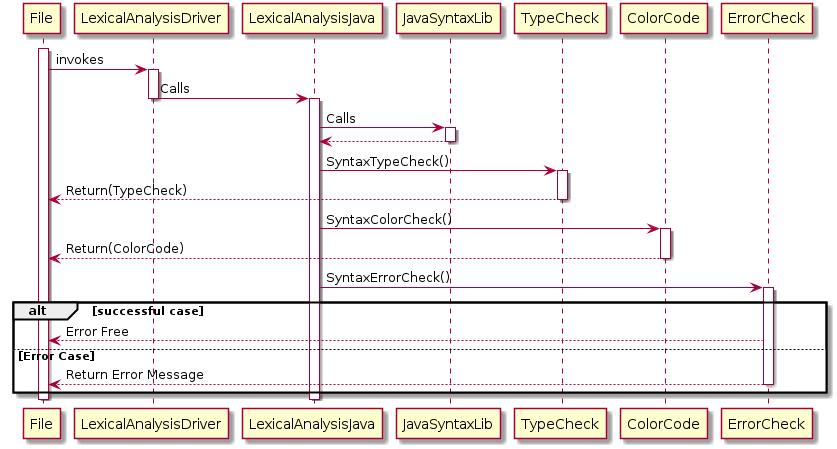 File LexicalAnalysisDriver LexicalAnalysisJava JavaSyntaxLib TypeCheck ColorCode ErrorCheck
invokes
Calls
Calls
SyntaxTypeCheck()
Return(TypeCheck)
SyntaxColorCheck()
Return(ColorCode)
SyntaxErrorCheck()
alt [successful case]
Error Free
[Error Case]
Return Error Message
File LexicalAnalysisDriver LexicalAnalysisJava JavaSyntaxLib TypeCheck ColorCode ErrorCheck